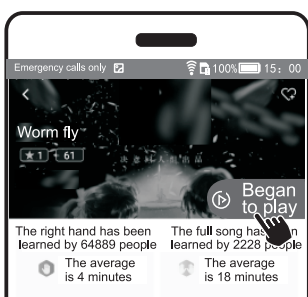 Emergency calls only 100% 15: 00
Worm fly
★ 1 - 61
Began
to play
The right hand has been
learned by 64889 people
The full song has
learned by 2228 people
The average
is 4 minutes
The average
is 18 minutes